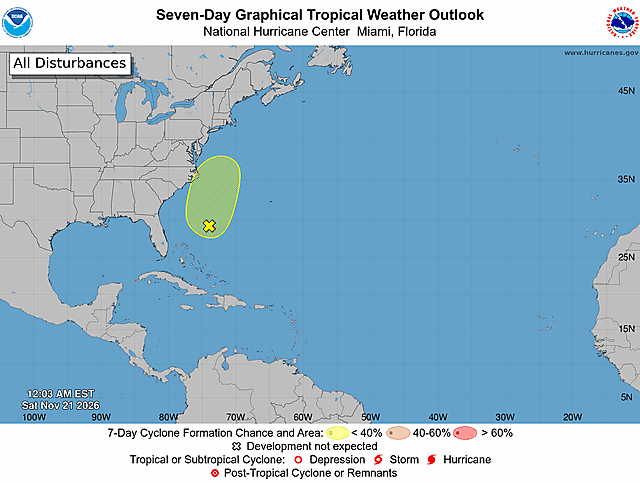 Seven-Day Graphical Tropical Weather Outlook
National Hurricane Center Miami, Florida
www.hurricanes.gov
All Disturbances
45N
35N
25N
15N
5N
12:03 AM EST
Sat Nov 21 2026
100W 90W 80W 70W 60W 50W 40W 30W 20W
7-Day Cyclone Formation Chance and Area: < 40% 40-60% > 60%
Development not expected
Tropical or Subtropical Cyclone: Depression Storm Hurricane
Post-Tropical Cyclone or Remnants